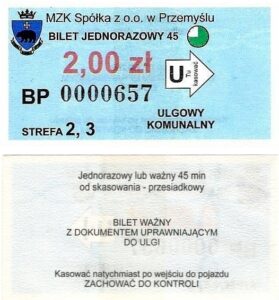 MZK Spółka z o.o. w Przemyślu
BILET JEDNORAZOWY 45
2,00 zł
U
Tu kasować
BP 0000657
ULGOWY
KOMUNALNY
STREFA 2, 3
Jednorazowy lub ważny 45 min
od skasowania - przesiadkowy
BILET WAŻNY
Z DOKUMENTEM UPRAWNIAJĄCYM
DO ULGI
Kasować natychmiast po wejściu do pojazdu
ZACHOWAĆ DO KONTROLI